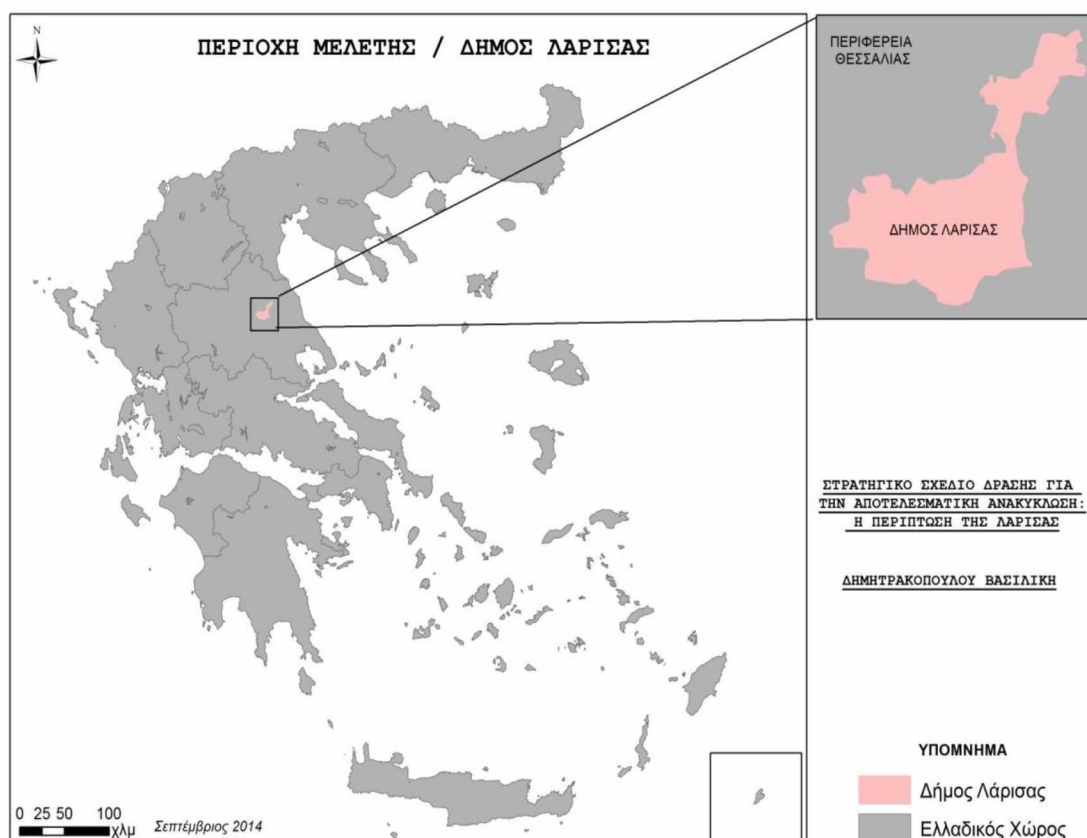 N
ΠΕΡΙΟΧΗ ΜΕΛΕΤΗΣ / ΔΗΜΟΣ ΛΑΡΙΣΑΣ
ΠΕΡΙΦΕΡΕΙΑ
ΘΕΣΣΑΛΙΑΣ
ΔΗΜΟΣ ΛΑΡΙΣΑΣ
ΣΤΡΑΤΗΓΙΚΟ ΣΧΕΔΙΟ ΔΡΑΣΗΣ ΓΙΑ
ΤΗΝ ΑΠΟΤΕΛΕΣΜΑΤΙΚΗ ΑΝΑΚΥΚΛΩΣΗ:
Η ΠΕΡΙΠΤΩΣΗ ΤΗΣ ΛΑΡΙΣΑΣ
ΔΗΜΗΤΡΑΚΟΠΟΥΛΟΥ ΒΑΣΙΛΙΚΗ
ΥΠΟΜΝΗΜΑ
Δήμος Λάρισας
Ελλαδικός Χώρος
0 25 50 100
χλμ
Σεπτέμβριος 2014